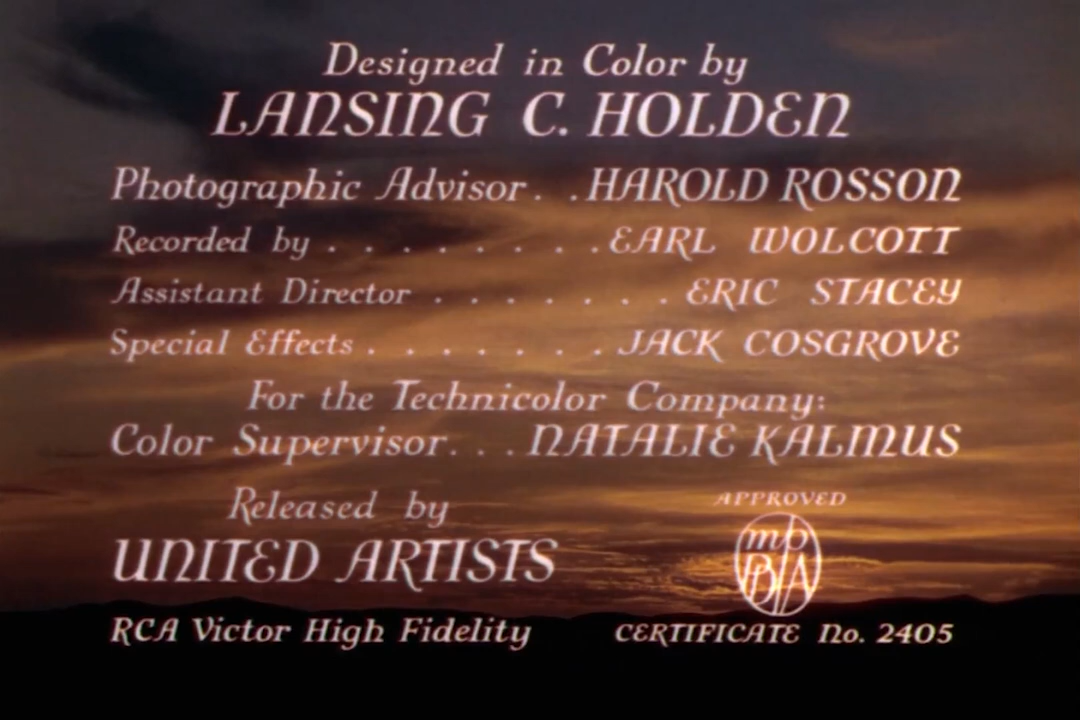 Designed in Color by
LANSING C. HOLDEN
Photographic Advisor . . HAROLD ROSSON
Recorded by . . . . . . . . EARL WOLCOTT
Assistant Director . . . . . . . ERIC STACEY
Special Effects . . . . . . . JACK COSGROVE
For the Technicolor Company:
Color Supervisor . . . NATALIE KALMUS
Released by
UNITED ARTISTS
APPROVED
MPPDA
RCA Victor High Fidelity
CERTIFICATE No. 2405